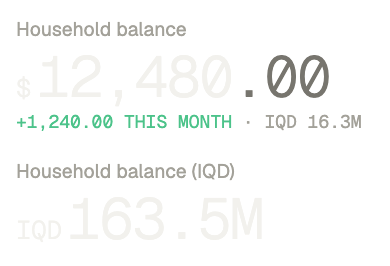 Household balance
$12,480.00
+1,240.00 THIS MONTH · IQD 16.3M
Household balance (IQD)
IQD 163.5M